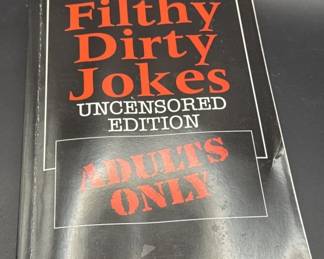 Filthy
Dirty
Jokes
UNCENSORED
EDITION
ADULTS
ONLY